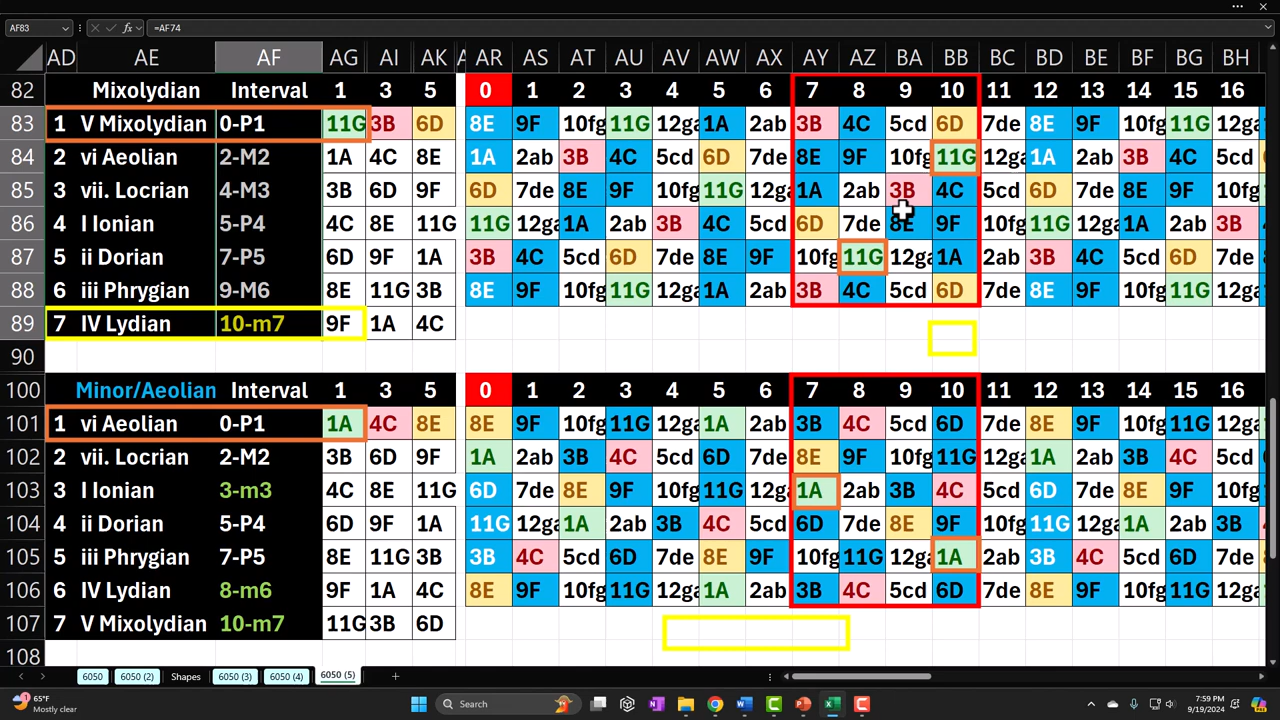 AF83 fx =AF74
AD AE AF AG AI AK A AR AS AT AU AV AW AX AY AZ BA BB BC BD BE BF BG BH
82 Mixolydian Interval 1 3 5 0 1 2 3 4 5 6 7 8 9 10 11 12 13 14 15 16
83 1 V Mixolydian 0-P1 11G 3B 6D 8E 9F 10fg 11G 12ga 1A 2ab 3B 4C 5cd 6D 7de 8E 9F 10fg 11G 12ga
84 2 vi Aeolian 2-M2 1A 4C 8E 1A 2ab 3B 4C 5cd 6D 7de 8E 9F 10fg 11G 12ga 1A 2ab 3B 4C 5cd
85 3 vii. Locrian 4-M3 3B 6D 9F 6D 7de 8E 9F 10fg 11G 12ga 1A 2ab 3B 4C 5cd 6D 7de 8E 9F 10fg
86 4 I Ionian 5-P4 4C 8E 11G 11G 12ga 1A 2ab 3B 4C 5cd 6D 7de 8E 9F 10fg 11G 12ga 1A 2ab 3B
87 5 ii Dorian 7-P5 6D 9F 1A 3B 4C 5cd 6D 7de 8E 9F 10fg 11G 12ga 1A 2ab 3B 4C 5cd 6D 7de
88 6 iii Phrygian 9-M6 8E 11G 3B 8E 9F 10fg 11G 12ga 1A 2ab 3B 4C 5cd 6D 7de 8E 9F 10fg 11G 12ga
89 7 IV Lydian 10-m7 9F 1A 4C
90
100 Minor/Aeolian Interval 1 3 5 0 1 2 3 4 5 6 7 8 9 10 11 12 13 14 15 16
101 1 vi Aeolian 0-P1 1A 4C 8E 8E 9F 10fg 11G 12ga 1A 2ab 3B 4C 5cd 6D 7de 8E 9F 10fg 11G 12ga
102 2 vii. Locrian 2-M2 3B 6D 9F 1A 2ab 3B 4C 5cd 6D 7de 8E 9F 10fg 11G 12ga 1A 2ab 3B 4C 5cd
103 3 I Ionian 3-m3 4C 8E 11G 6D 7de 8E 9F 10fg 11G 12ga 1A 2ab 3B 4C 5cd 6D 7de 8E 9F 10fg
104 4 ii Dorian 5-P4 6D 9F 1A 11G 12ga 1A 2ab 3B 4C 5cd 6D 7de 8E 9F 10fg 11G 12ga 1A 2ab 3B
105 5 iii Phrygian 7-P5 8E 11G 3B 3B 4C 5cd 6D 7de 8E 9F 10fg 11G 12ga 1A 2ab 3B 4C 5cd 6D 7de
106 6 IV Lydian 8-m6 9F 1A 4C 8E 9F 10fg 11G 12ga 1A 2ab 3B 4C 5cd 6D 7de 8E 9F 10fg 11G 12ga
107 7 V Mixolydian 10-m7 11G 3B 6D
108
6050 6050 (2) Shapes 6050 (3) 6050 (4) 6050 (5)
65°F
Mostly clear
Search
7:59 PM
9/19/2024